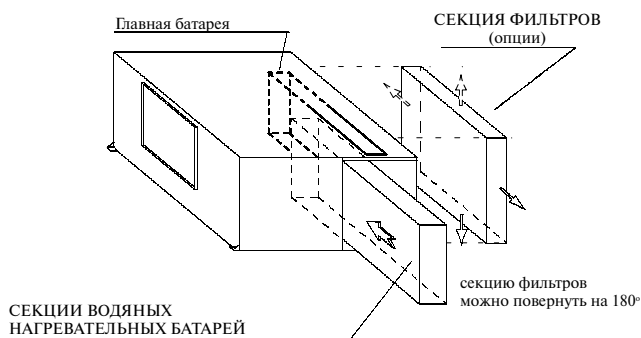 Главная батарея
СЕКЦИЯ ФИЛЬТРОВ
(опции)
секцию фильтров
можно повернуть на 180°
СЕКЦИИ ВОДЯНЫХ
НАГРЕВАТЕЛЬНЫХ БАТАРЕЙ